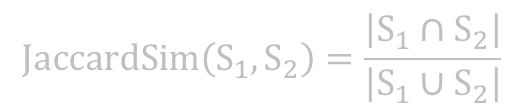 JaccardSim(S₁, S₂) = |S₁ ∩ S₂| / |S₁ ∪ S₂|